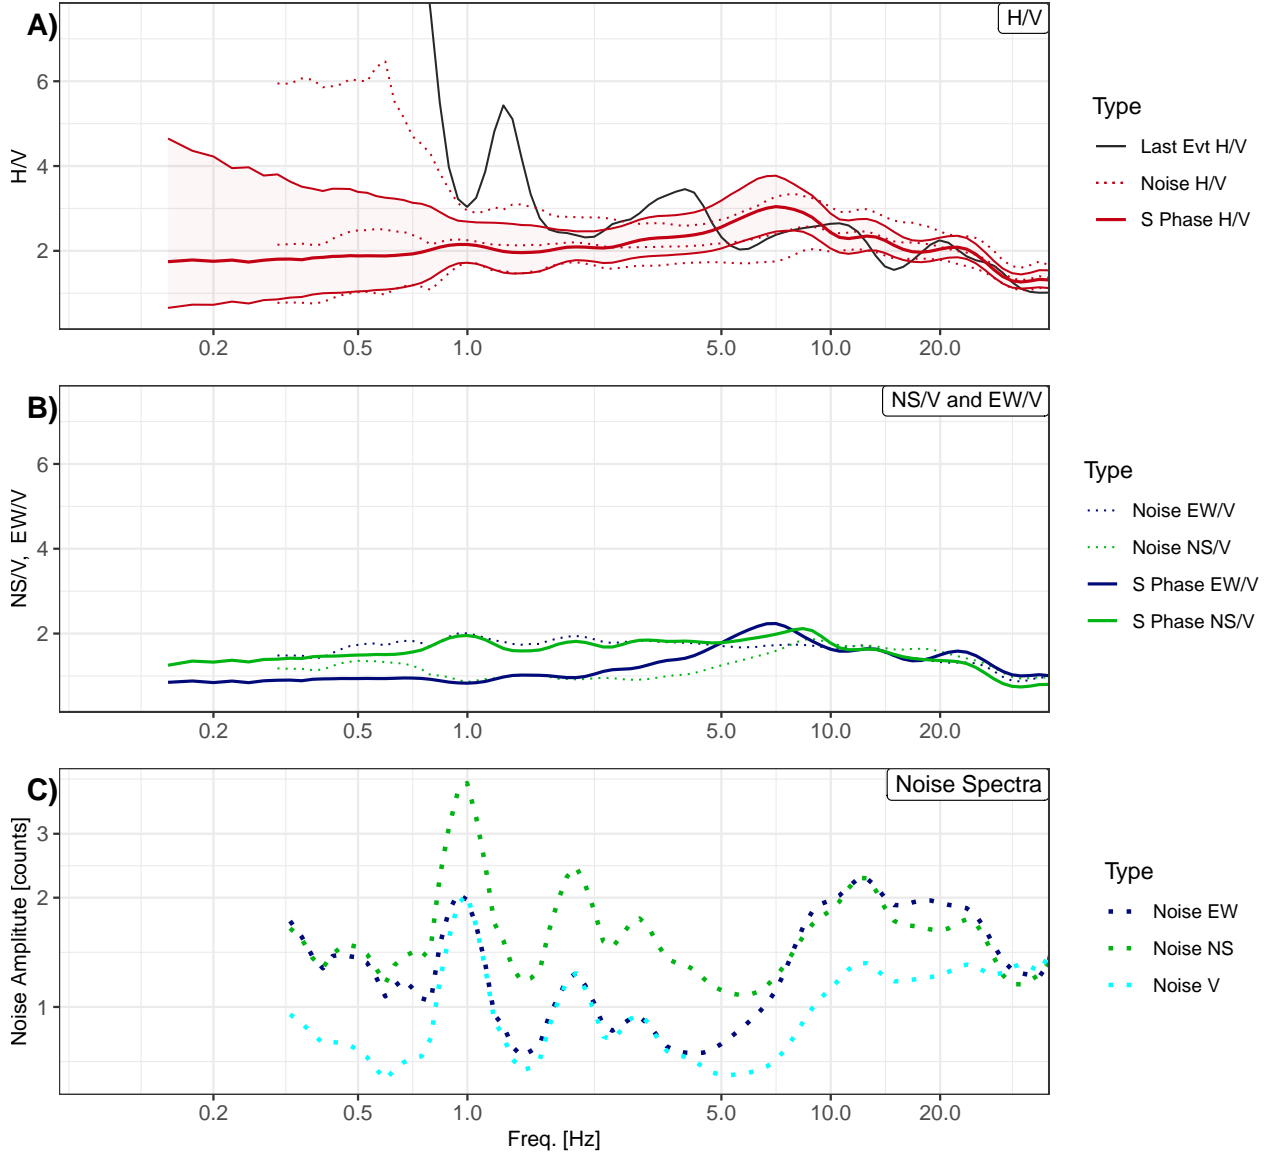 A)
H/V
6
4
2
H/V
0.2 0.5 1.0 5.0 10.0 20.0
Type
Last Evt H/V
Noise H/V
S Phase H/V
B)
NS/V and EW/V
6
4
2
NS/V, EW/V
0.2 0.5 1.0 5.0 10.0 20.0
Type
Noise EW/V
Noise NS/V
S Phase EW/V
S Phase NS/V
C)
Noise Spectra
3
2
1
Noise Amplitude [counts]
0.2 0.5 1.0 5.0 10.0 20.0
Freq. [Hz]
Type
Noise EW
Noise NS
Noise V